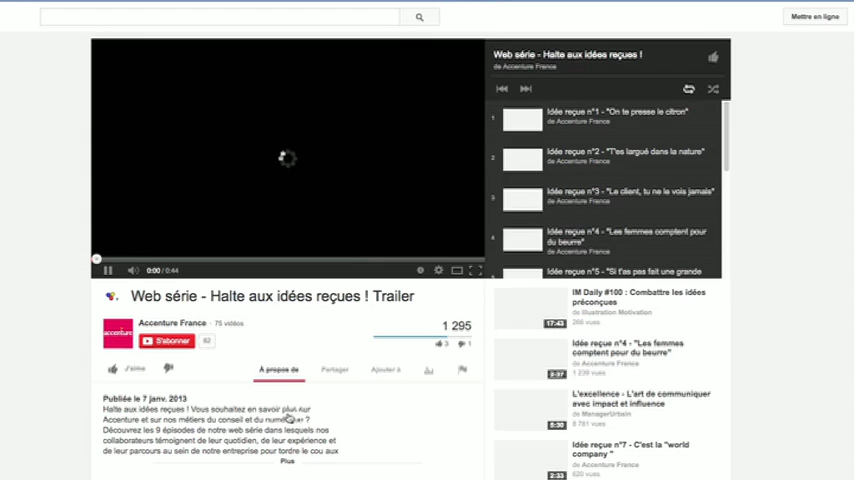 Mettre en ligne
Web série - Halte aux idées reçues !
de Accenture France
1
Idée reçue n°1 - "On te presse le citron"
de Accenture France
2
Idée reçue n°2 - "T'es largué dans la nature"
de Accenture France
3
Idée reçue n°3 - "Le client, tu ne le vois jamais"
de Accenture France
4
Idée reçue n°4 - "Les femmes comptent pour
du beurre"
de Accenture France
Idée reçue n°5 - "Si t'as pas fait une grande
0:00 / 0:44
Web série - Halte aux idées reçues ! Trailer
accenture
Accenture France - 75 vidéos
S'abonner
82
1 295
3
1
J'aime
À propos de
Partager
Ajouter à
Publiée le 7 janv. 2013
Halte aux idées reçues ! Vous souhaitez en savoir plus sur
Accenture et sur nos métiers du conseil et du numérique ?
Découvrez les 9 épisodes de notre web série dans lesquels nos
collaborateurs témoignent de leur quotidien, de leur expérience et
de leur parcours au sein de notre entreprise pour tordre le cou aux
Plus
IM Daily #100 : Combattre les idées
préconçues
de Illustration Motivation
266 vues
17:43
Idée reçue n°4 - "Les femmes
comptent pour du beurre"
de Accenture France
1 239 vues
2:37
L'excellence - L'art de communiquer
avec impact et influence
de ManagerUrbain
8 781 vues
5:30
Idée reçue n°7 - C'est la "world
company "
de Accenture France
620 vues
2:33